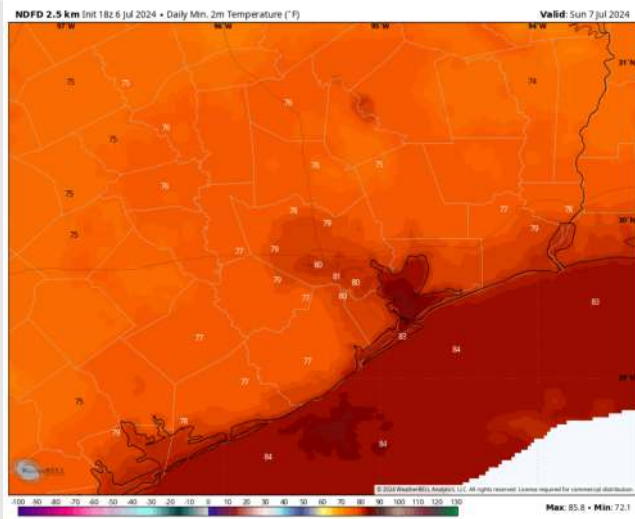 NDFD 2.5 km Init 18z 6 Jul 2024 • Daily Min. 2m Temperature (°F) Valid: Sun 7 Jul 2024
97°W 96°W 95°W 94°W
31°N
75 75 74
76
76
75
76 75
76
75
77 76
76 79 30°N
75 79
77 79
80
81
79 80
77 80
83
83
77
84
77
29°N
77
75
78
78
84
84
WeatherBELL
© 2024 WeatherBELL Analytics, LLC. All rights reserved. License required for commercial distribution.
-100 -90 -80 -70 -60 -50 -40 -30 -20 -10 0 10 20 30 40 50 60 70 80 90 100 110 120 130
Max: 85.8 • Min: 72.1